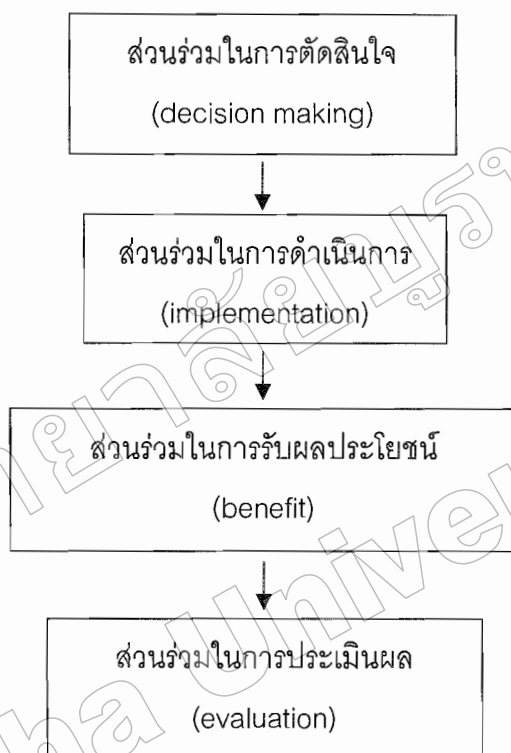 ส่วนร่วมในการตัดสินใจ
(decision making)
ส่วนร่วมในการดำเนินการ
(implementation)
ส่วนร่วมในการรับผลประโยชน์
(benefit)
ส่วนร่วมในการประเมินผล
(evaluation)